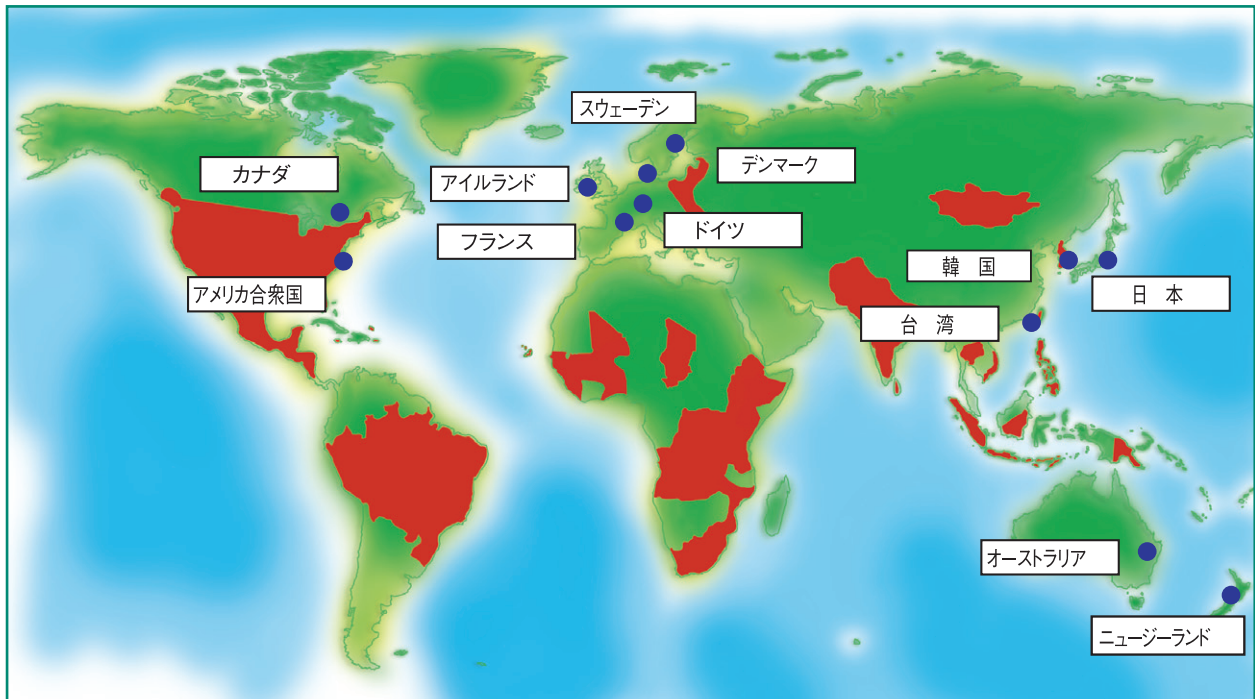 スウェーデン
デンマーク
カナダ
アイルランド
フランス
ドイツ
韓　国
日　本
アメリカ合衆国
台　湾
オーストラリア
ニュージーランド